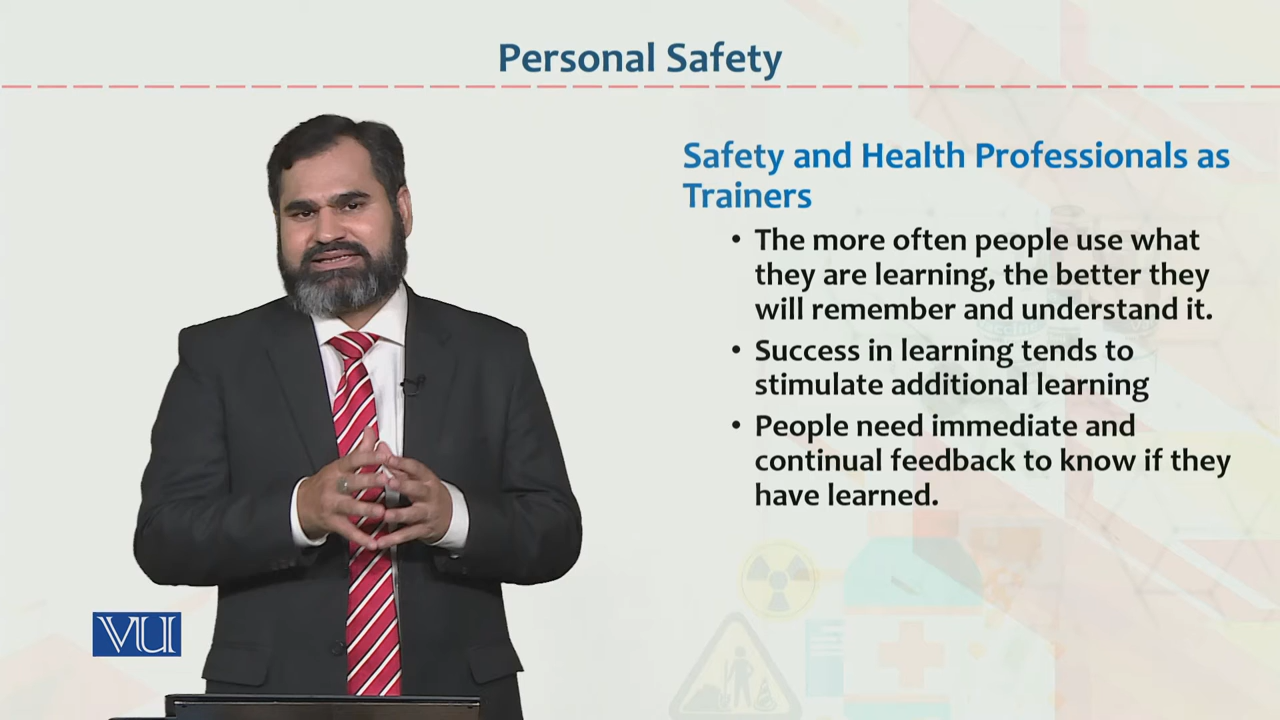 Personal Safety
Safety and Health Professionals as
Trainers
• The more often people use what
they are learning, the better they
will remember and understand it.
• Success in learning tends to
stimulate additional learning
• People need immediate and
continual feedback to know if they
have learned.
VU